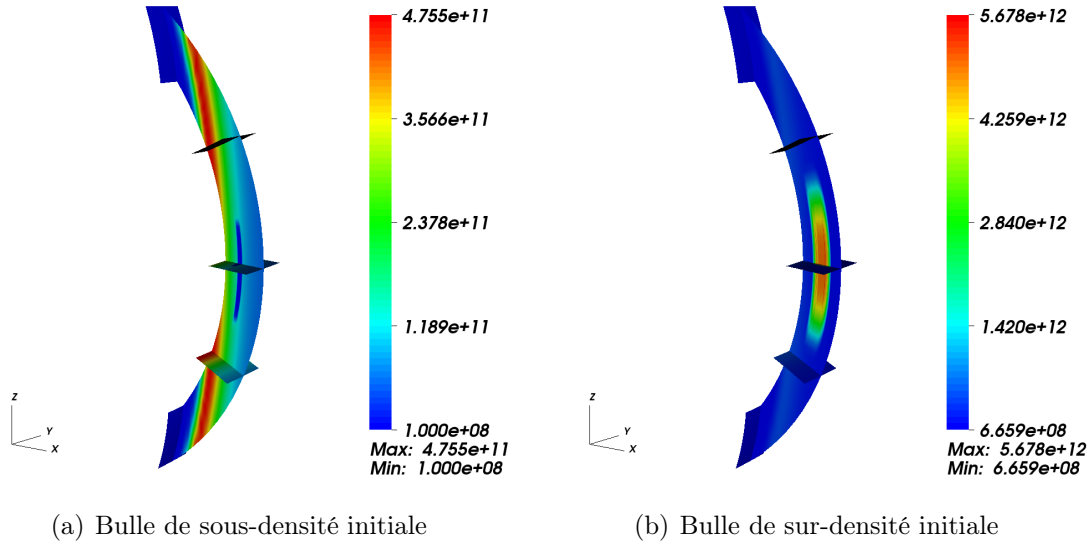 4.755e+11
3.566e+11
2.378e+11
1.189e+11
1.000e+08
Max: 4.755e+11
Min: 1.000e+08
Z
Y
X
(a) Bulle de sous-densité initiale
5.678e+12
4.259e+12
2.840e+12
1.420e+12
6.659e+08
Max: 5.678e+12
Min: 6.659e+08
Z
Y
X
(b) Bulle de sur-densité initiale